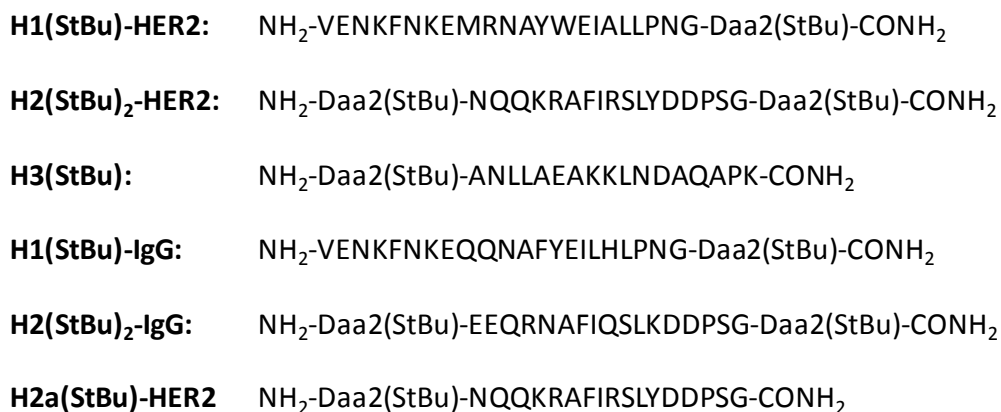 H1(StBu)-HER2: NH₂-VENKFNKEMRNAYWEIALLPNG-Daa2(StBu)-CONH₂
H2(StBu)₂-HER2: NH₂-Daa2(StBu)-NQQKRAFIRSLYDDPSG-Daa2(StBu)-CONH₂
H3(StBu): NH₂-Daa2(StBu)-ANLLAEAKKLNDAQAPK-CONH₂
H1(StBu)-IgG: NH₂-VENKFNKEQQNAFYEILHLPNG-Daa2(StBu)-CONH₂
H2(StBu)₂-IgG: NH₂-Daa2(StBu)-EEQRNAFIQSLKDDPSG-Daa2(StBu)-CONH₂
H2a(StBu)-HER2 NH₂-Daa2(StBu)-NQQKRAFIRSLYDDPSG-CONH₂